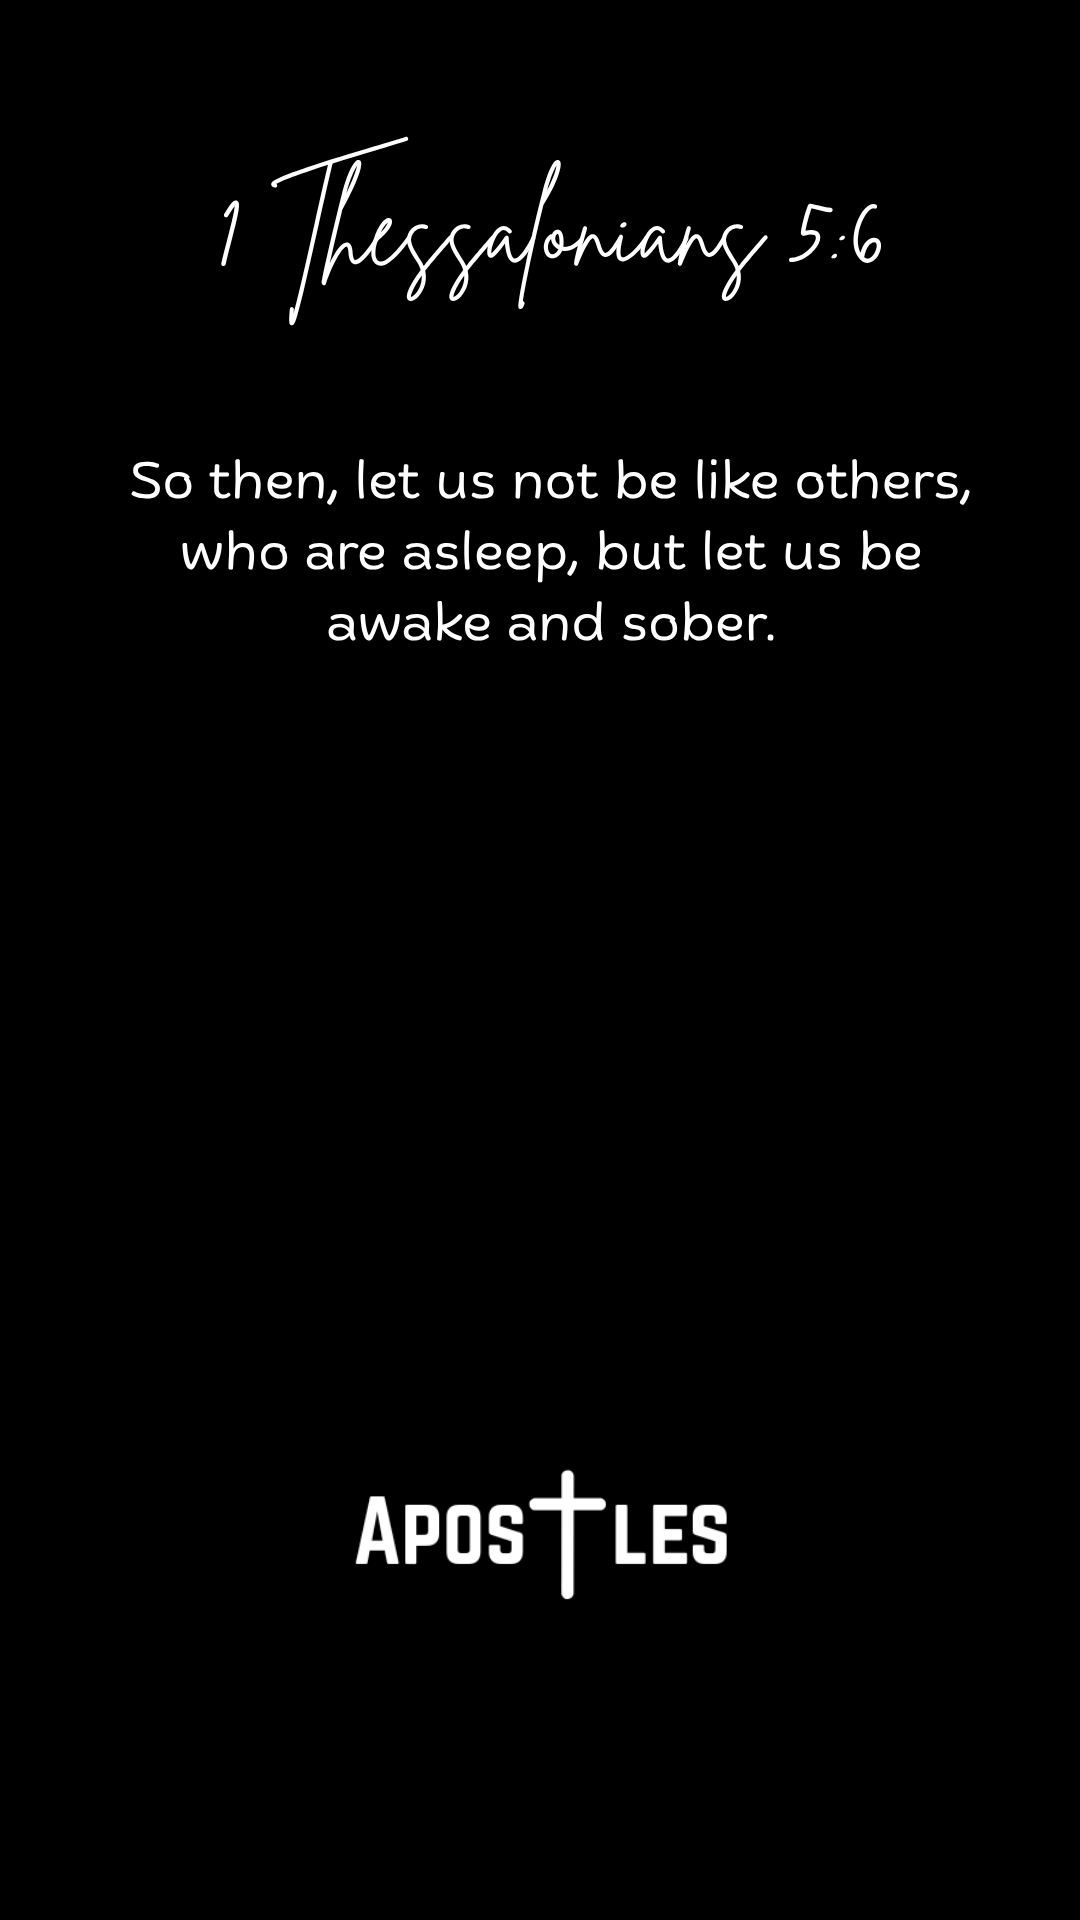 1 Thessalonians 5:6
So then, let us not be like others,
who are asleep, but let us be
awake and sober.
Apostles